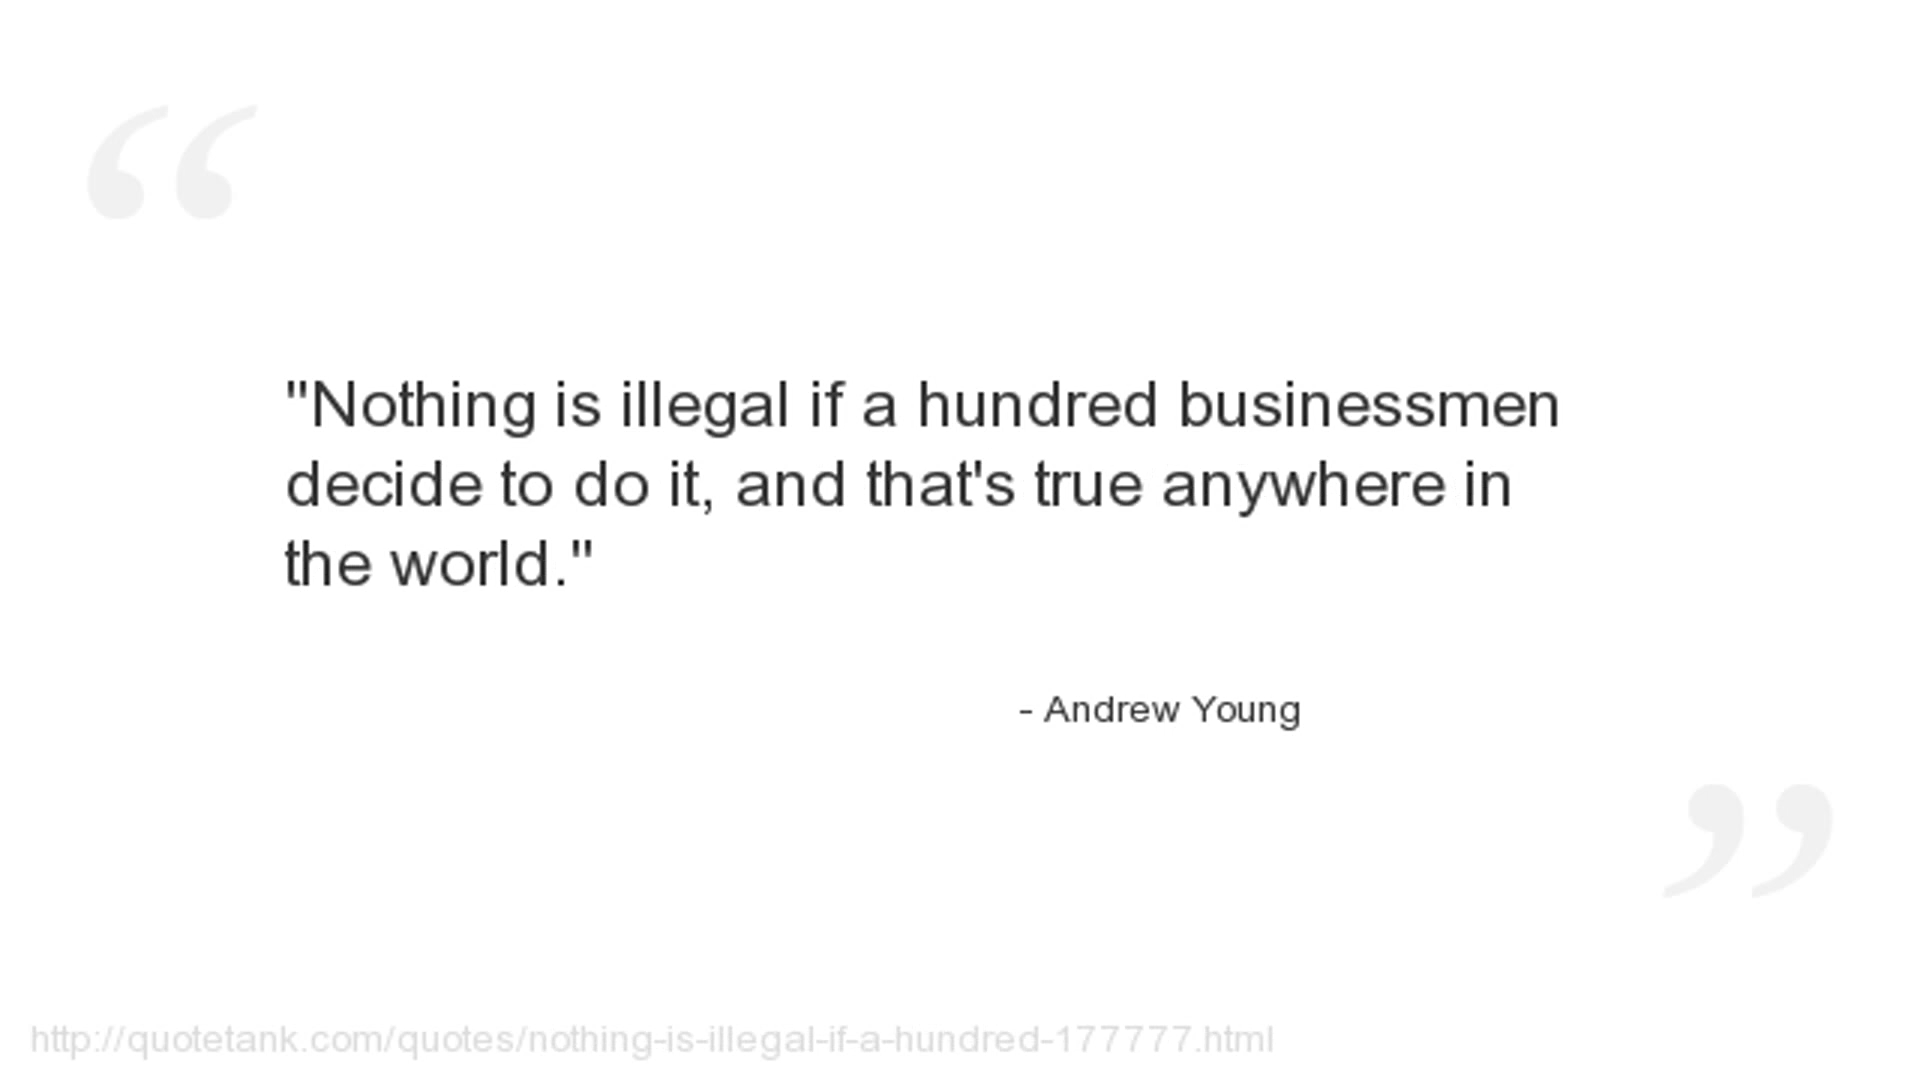 "Nothing is illegal if a hundred businessmen
decide to do it, and that's true anywhere in
the world."
- Andrew Young
http://quotetank.com/quotes/nothing-is-illegal-if-a-hundred-177777.html